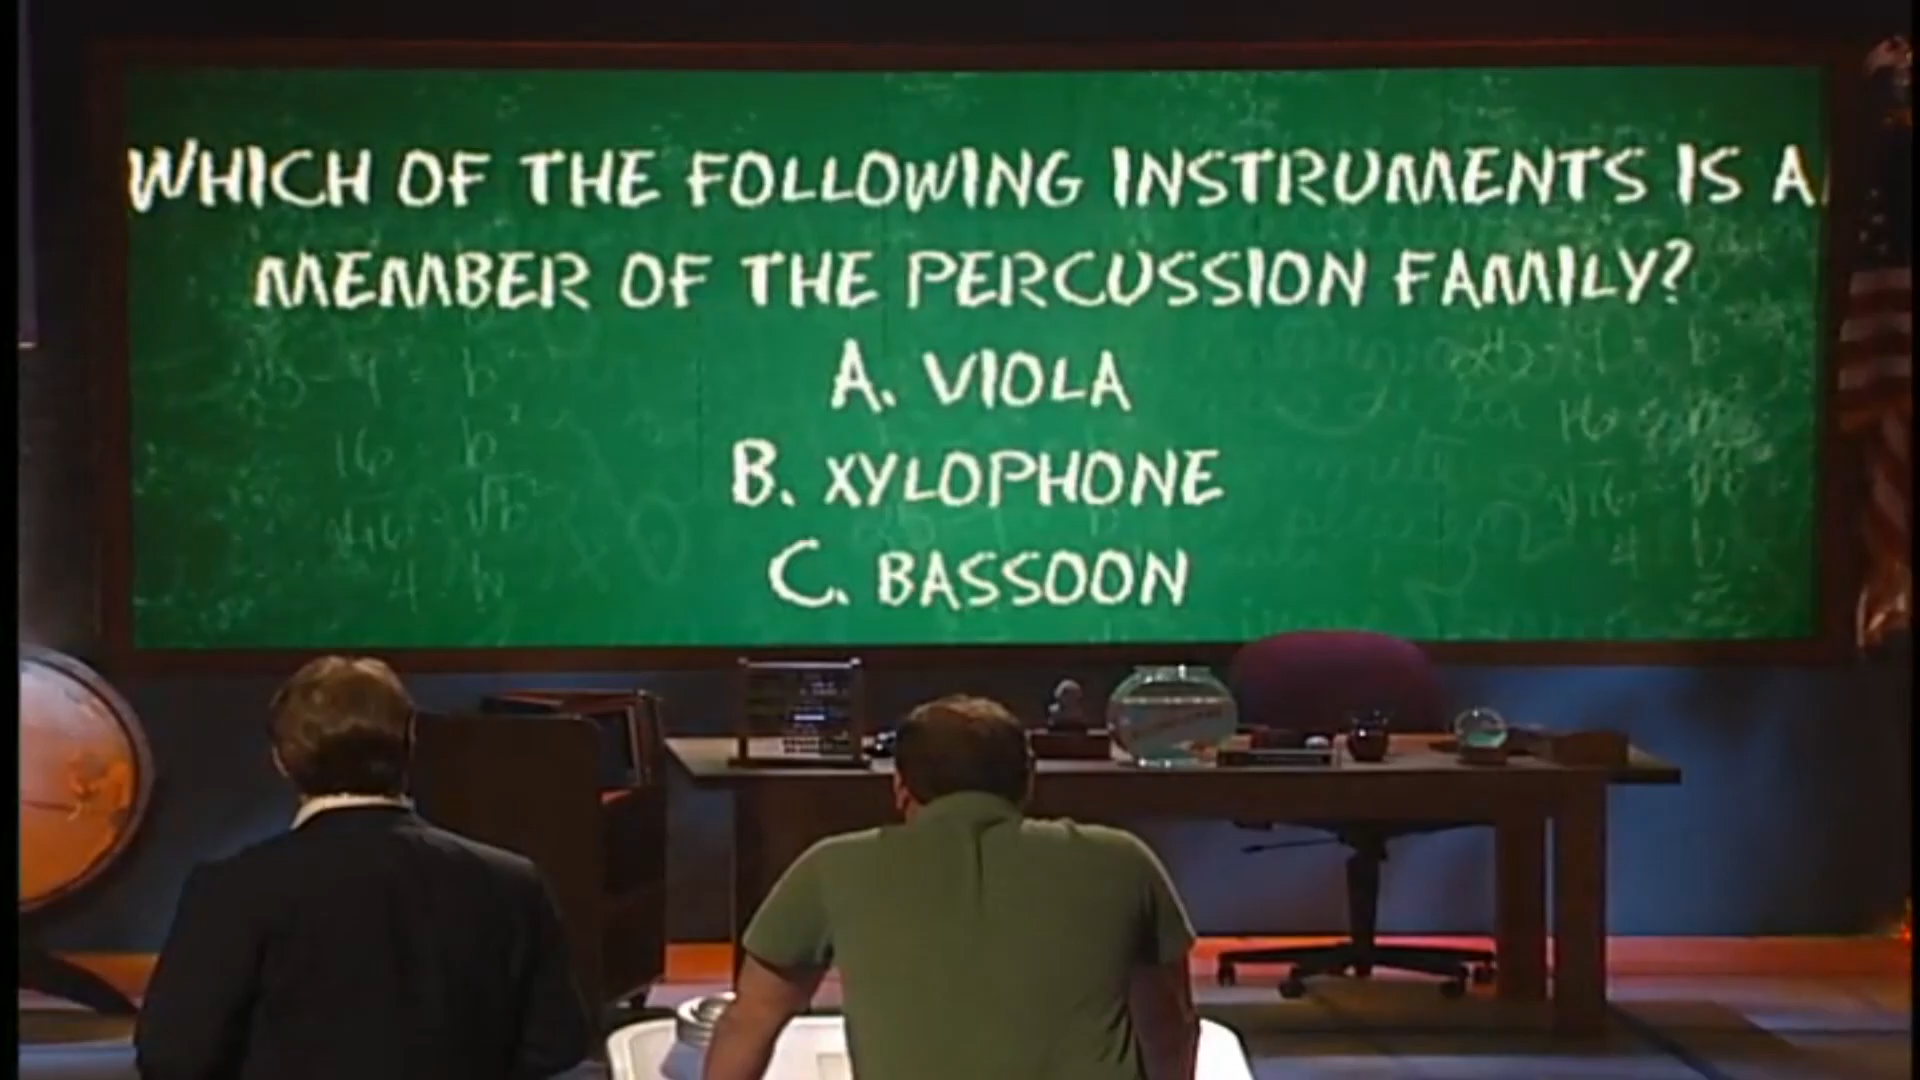 WHICH OF THE FOLLOWING INSTRUMENTS IS A
MEMBER OF THE PERCUSSION FAMILY?
A. VIOLA
B. XYLOPHONE
C. BASSOON